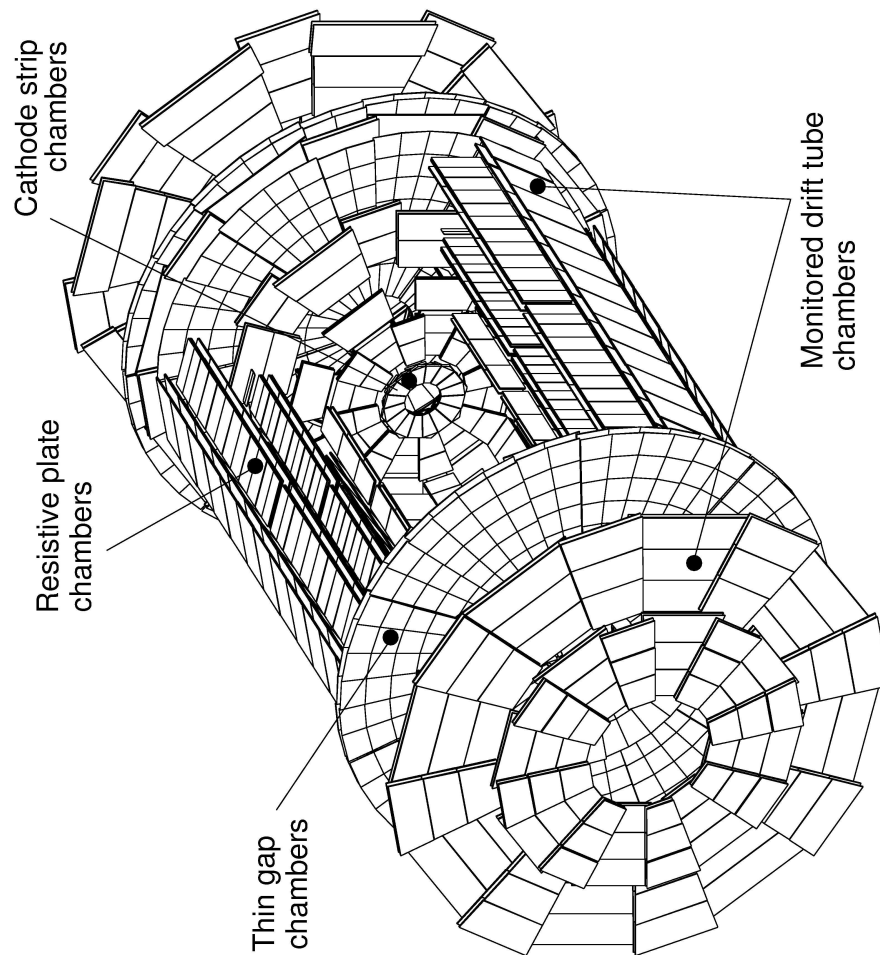 Cathode strip
chambers
Resistive plate
chambers
Thin gap
chambers
Monitored drift tube
chambers